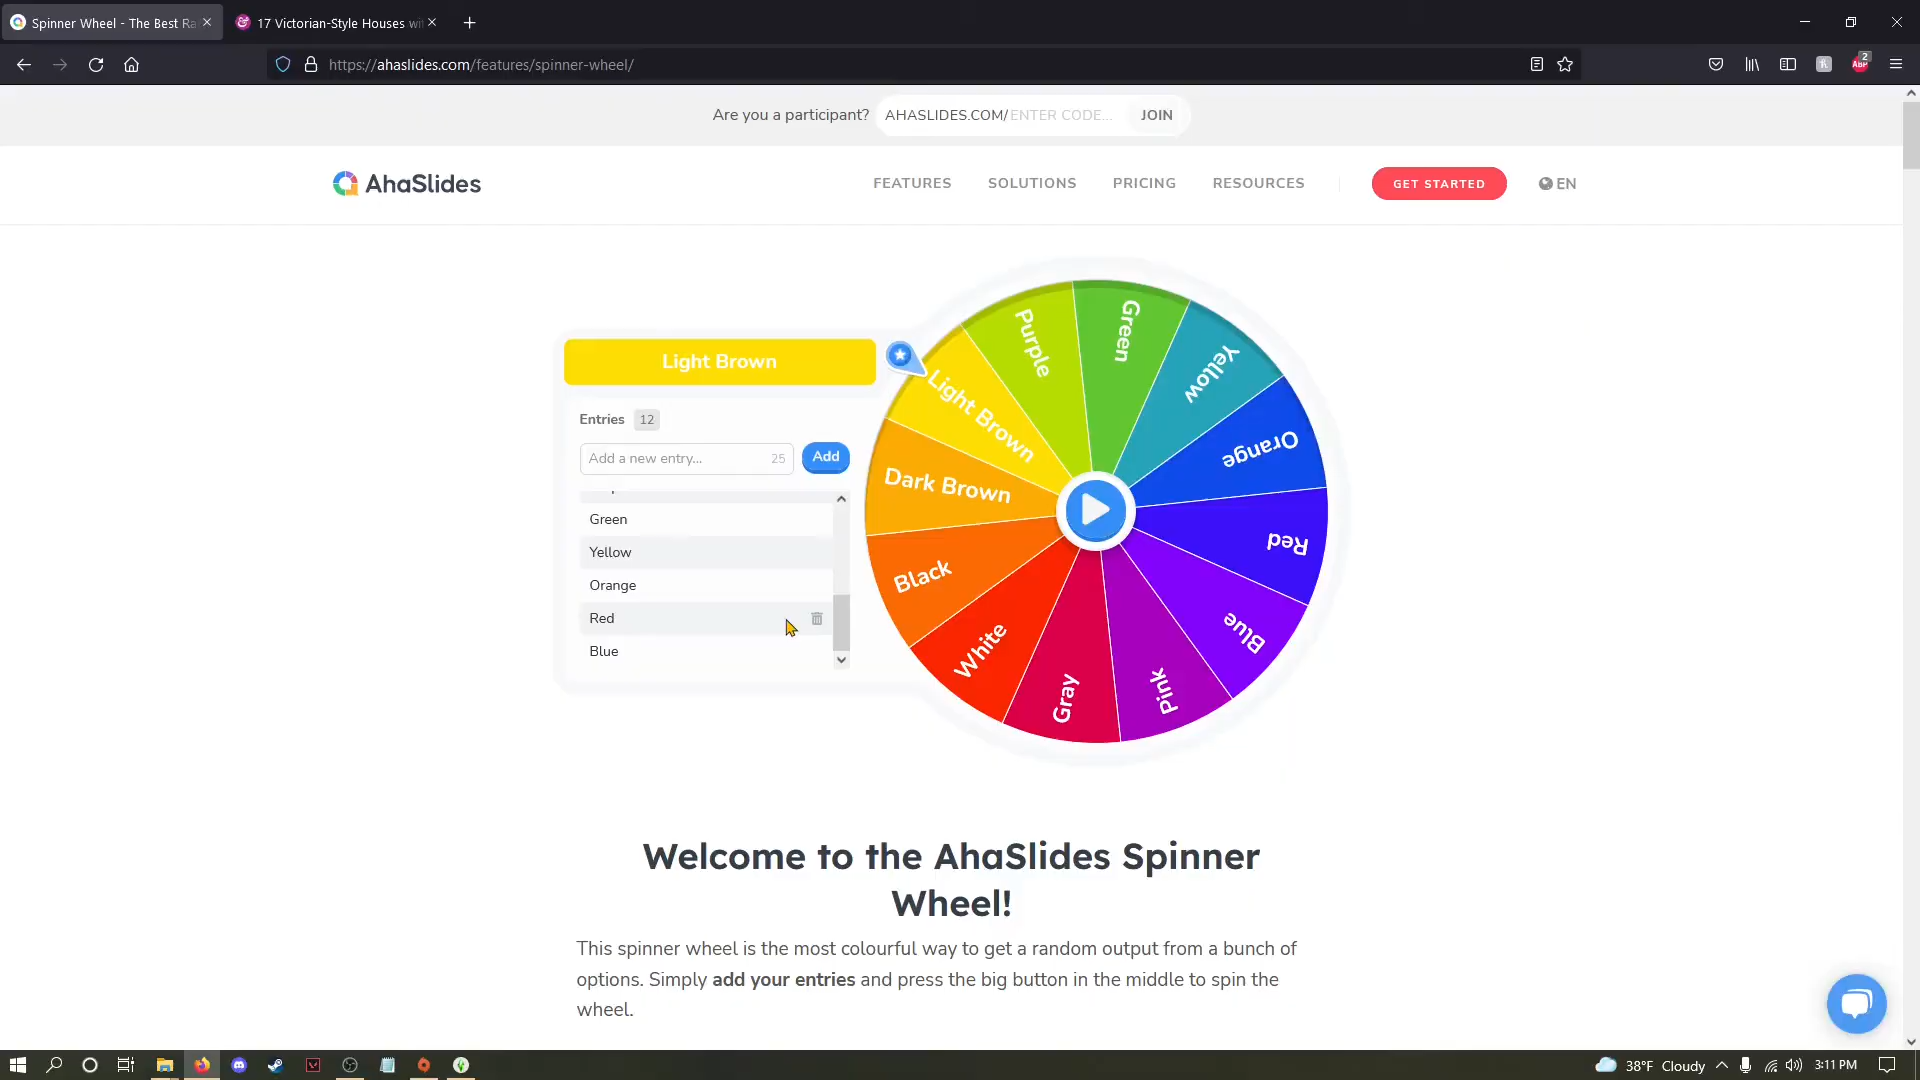 Spinner Wheel - The Best Ra
17 Victorian-Style Houses wi
https://ahaslides.com/features/spinner-wheel/
2
ABP
Are you a participant?
AHASLIDES.COM/ ENTER CODE...
JOIN
AhaSlides
FEATURES
SOLUTIONS
PRICING
RESOURCES
GET STARTED
EN
Light Brown
Entries 12
Add a new entry... 25
Add
Green
Yellow
Orange
Red
Blue
Purple
Green
Yellow
Orange
Red
Blue
Pink
Gray
White
Black
Dark Brown
Light Brown
Welcome to the AhaSlides Spinner
Wheel!
This spinner wheel is the most colourful way to get a random output from a bunch of
options. Simply add your entries and press the big button in the middle to spin the
wheel.
38°F Cloudy
3:11 PM